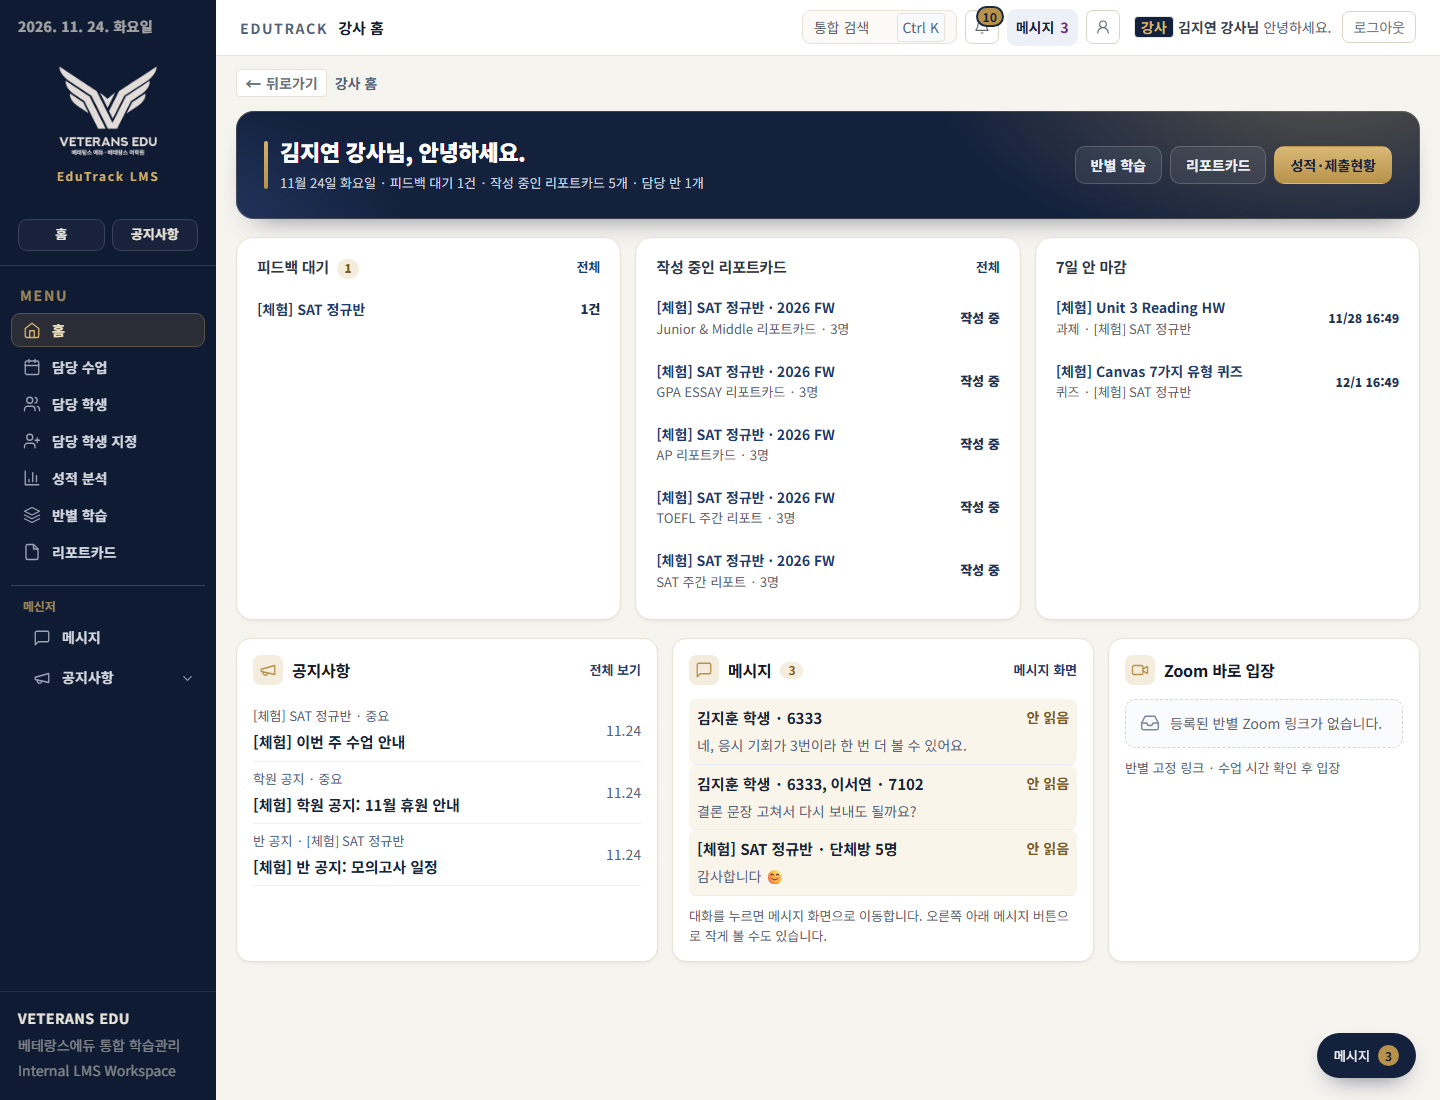 2026. 11. 24. 화요일
VETERANS EDU
베테랑스 에듀 · 베테랑스 어학원
EduTrack LMS
홈
공지사항
MENU
홈
담당 수업
담당 학생
담당 학생 지정
성적 분석
반별 학습
리포트카드
메신저
메시지
공지사항
VETERANS EDU
베테랑스에듀 통합 학습관리
Internal LMS Workspace
EDUTRACK 강사 홈
통합 검색 Ctrl K
10
메시지 3
강사 김지연 강사님 안녕하세요.
로그아웃
← 뒤로가기 강사 홈
김지연 강사님, 안녕하세요.
11월 24일 화요일 · 피드백 대기 1건 · 작성 중인 리포트카드 5개 · 담당 반 1개
반별 학습
리포트카드
성적·제출현황
피드백 대기 1 전체
[체험] SAT 정규반 1건
작성 중인 리포트카드 전체
[체험] SAT 정규반 · 2026 FW
Junior & Middle 리포트카드 · 3명
작성 중
[체험] SAT 정규반 · 2026 FW
GPA ESSAY 리포트카드 · 3명
작성 중
[체험] SAT 정규반 · 2026 FW
AP 리포트카드 · 3명
작성 중
[체험] SAT 정규반 · 2026 FW
TOEFL 주간 리포트 · 3명
작성 중
[체험] SAT 정규반 · 2026 FW
SAT 주간 리포트 · 3명
작성 중
7일 안 마감
[체험] Unit 3 Reading HW
과제 · [체험] SAT 정규반
11/28 16:49
[체험] Canvas 7가지 유형 퀴즈
퀴즈 · [체험] SAT 정규반
12/1 16:49
공지사항 전체 보기
[체험] SAT 정규반 · 중요
[체험] 이번 주 수업 안내
11.24
학원 공지 · 중요
[체험] 학원 공지: 11월 휴원 안내
11.24
반 공지 · [체험] SAT 정규반
[체험] 반 공지: 모의고사 일정
11.24
메시지 3 메시지 화면
김지훈 학생 · 6333 안 읽음
네, 응시 기회가 3번이라 한 번 더 볼 수 있어요.
김지훈 학생 · 6333, 이서연 · 7102 안 읽음
결론 문장 고쳐서 다시 보내도 될까요?
[체험] SAT 정규반 · 단체방 5명 안 읽음
감사합니다 😊
대화를 누르면 메시지 화면으로 이동합니다. 오른쪽 아래 메시지 버튼으
로 작게 볼 수도 있습니다.
Zoom 바로 입장
등록된 반별 Zoom 링크가 없습니다.
반별 고정 링크 · 수업 시간 확인 후 입장
메시지 3